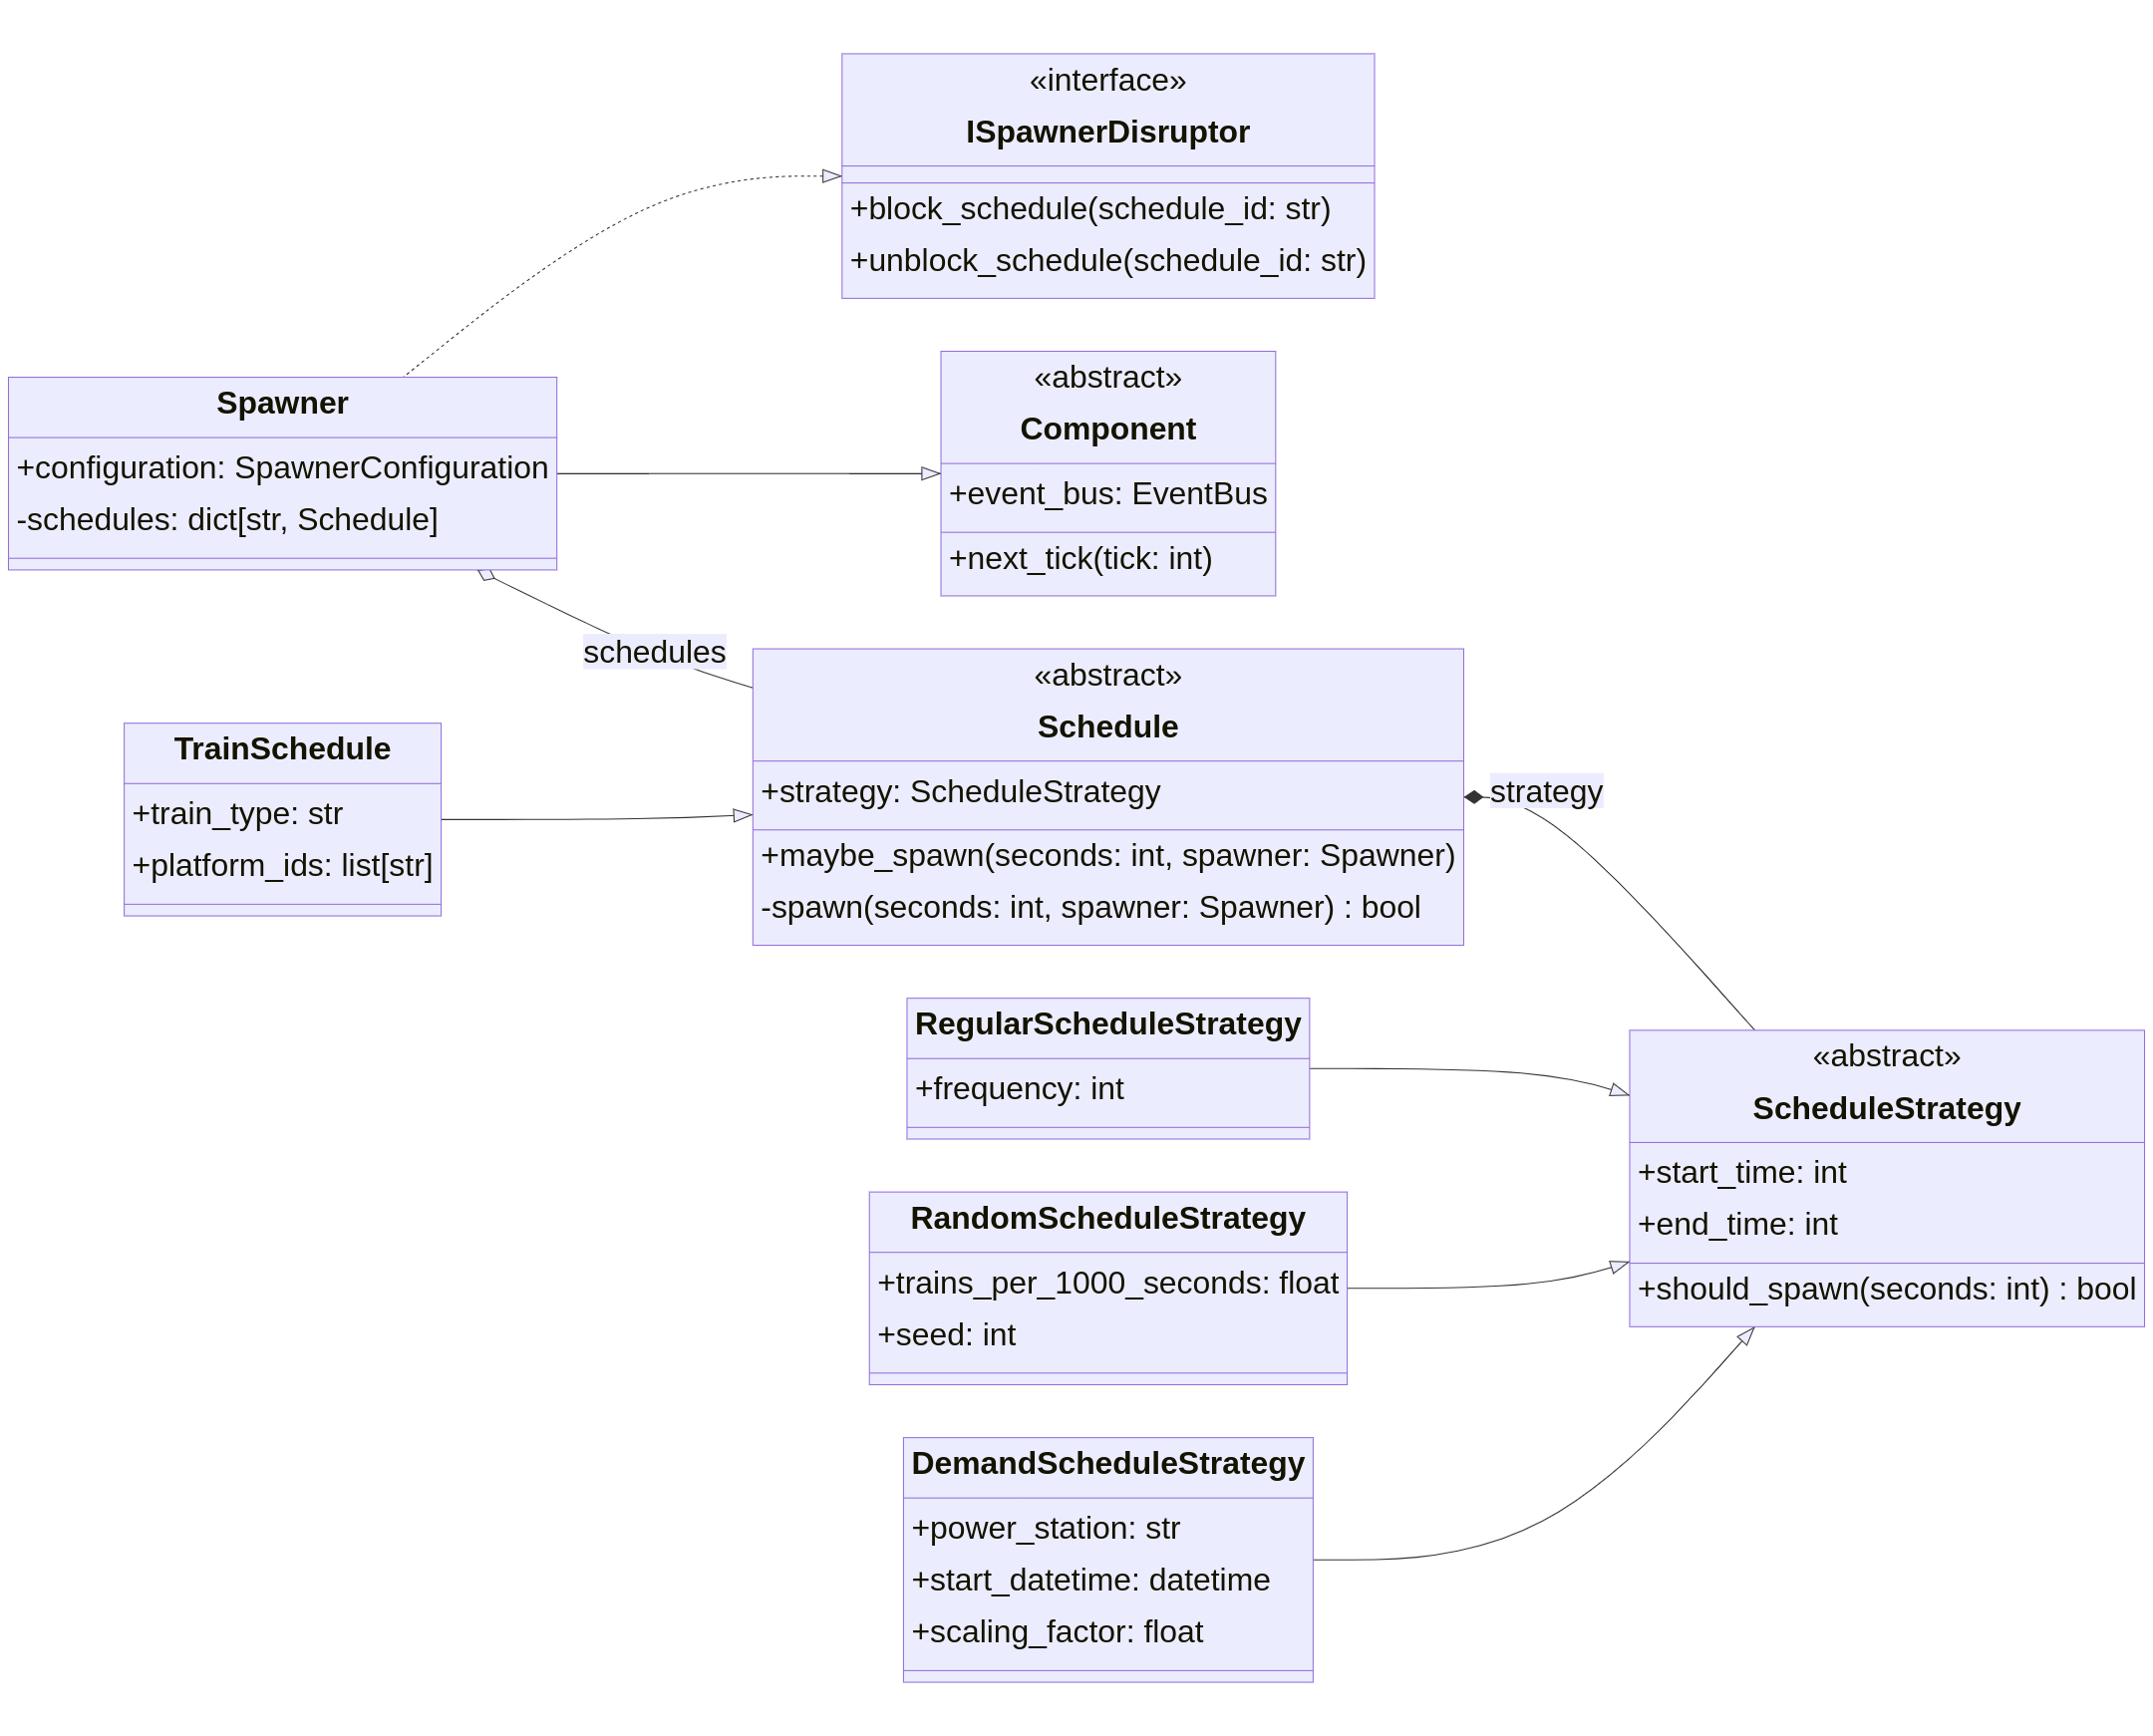 «interface»
ISpawnerDisruptor
+block_schedule(schedule_id: str)
+unblock_schedule(schedule_id: str)
Spawner
+configuration: SpawnerConfiguration
-schedules: dict[str, Schedule]
«abstract»
Component
+event_bus: EventBus
+next_tick(tick: int)
schedules
TrainSchedule
+train_type: str
+platform_ids: list[str]
«abstract»
Schedule
+strategy: ScheduleStrategy
+maybe_spawn(seconds: int, spawner: Spawner)
-spawn(seconds: int, spawner: Spawner) : bool
strategy
RegularScheduleStrategy
+frequency: int
RandomScheduleStrategy
+trains_per_1000_seconds: float
+seed: int
DemandScheduleStrategy
+power_station: str
+start_datetime: datetime
+scaling_factor: float
«abstract»
ScheduleStrategy
+start_time: int
+end_time: int
+should_spawn(seconds: int) : bool